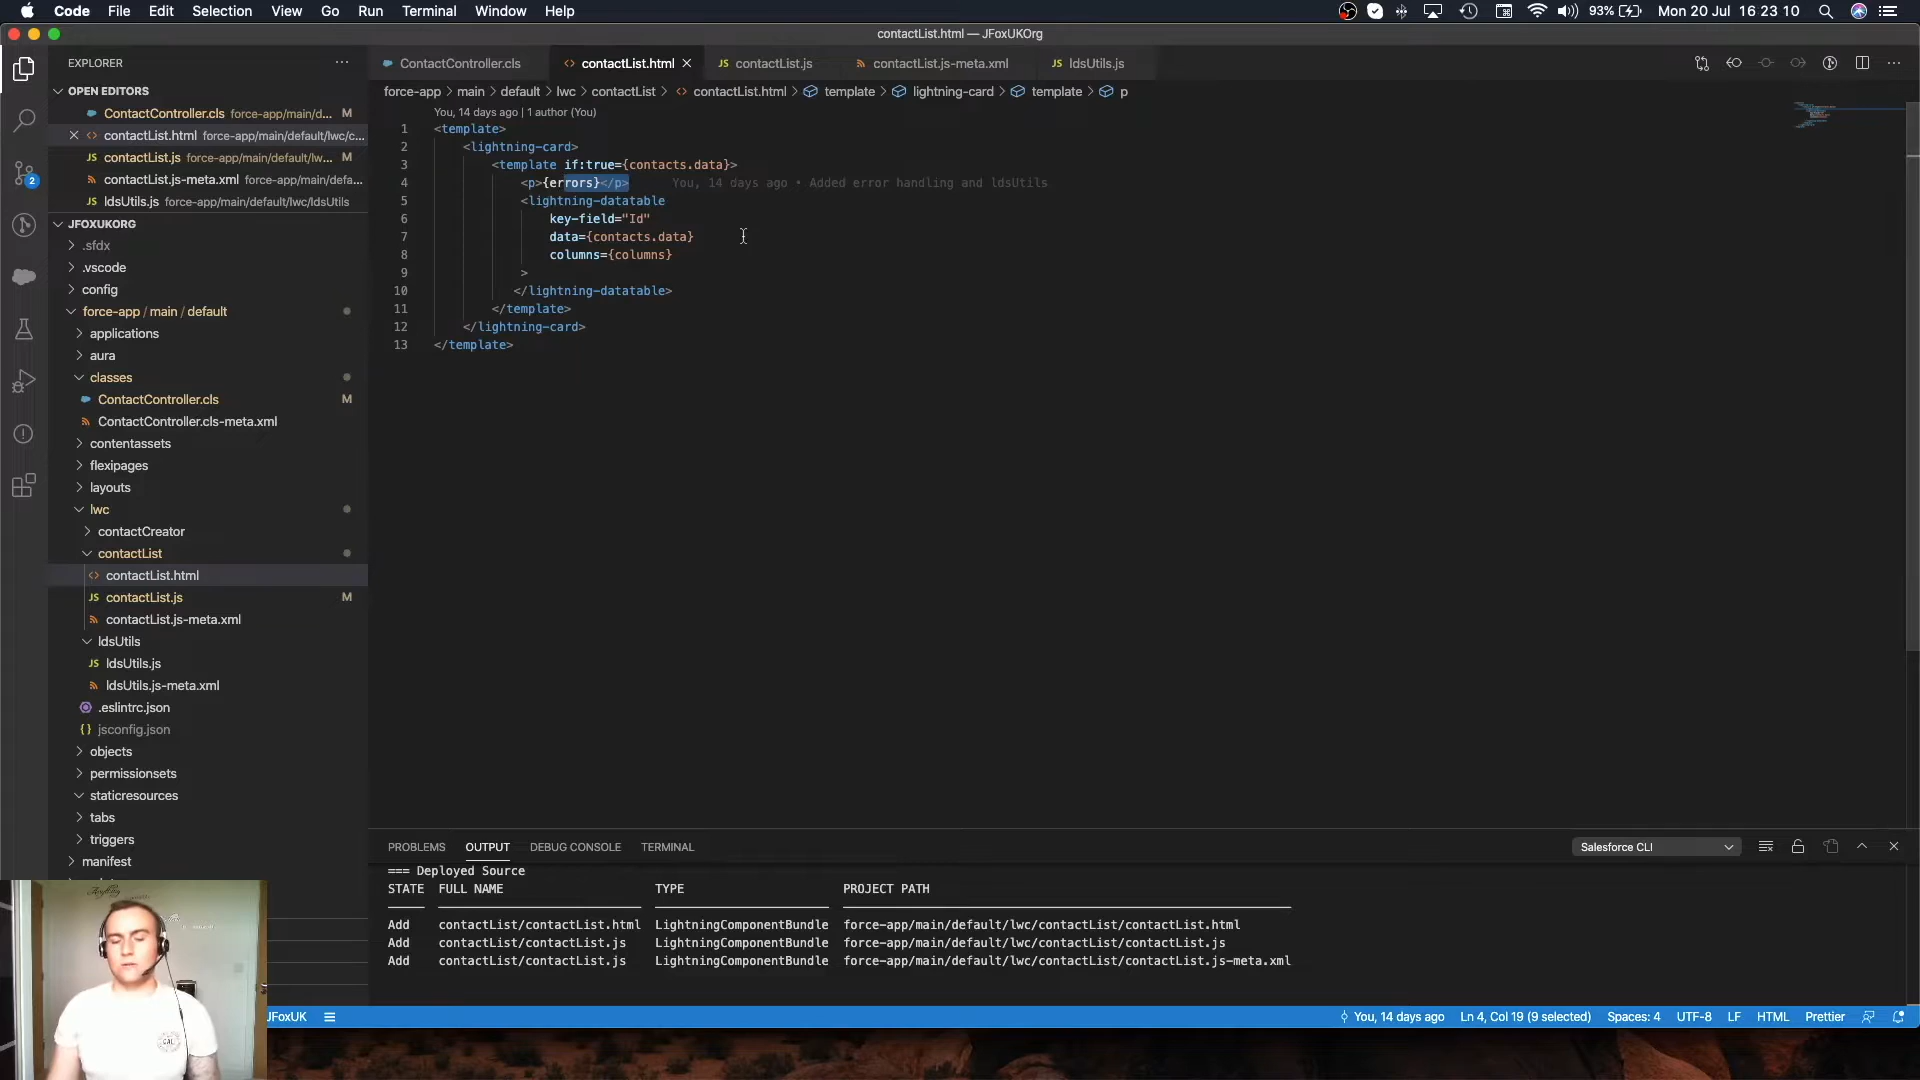 Code File Edit Selection View Go Run Terminal Window Help
93% Mon 20 Jul 16 23 10
contactList.html — JFoxUKOrg
EXPLORER
OPEN EDITORS
ContactController.cls force-app/main/d... M
contactList.html force-app/main/default/lwc/c...
JS contactList.js force-app/main/default/lw... M
contactList.js-meta.xml force-app/main/defa...
JS ldsUtils.js force-app/main/default/lwc/ldsUtils
JFOXUKORG
.sfdx
.vscode
config
force-app / main / default
applications
aura
classes
ContactController.cls M
ContactController.cls-meta.xml
contentassets
flexipages
layouts
lwc
contactCreator
contactList
contactList.html
JS contactList.js M
contactList.js-meta.xml
ldsUtils
JS ldsUtils.js
ldsUtils.js-meta.xml
.eslintrc.json
{} jsconfig.json
objects
permissionsets
staticresources
tabs
triggers
manifest
2
ContactController.cls contactList.html JS contactList.js contactList.js-meta.xml JS ldsUtils.js
force-app > main > default > lwc > contactList > contactList.html > template > lightning-card > template > p
You, 14 days ago | 1 author (You)
1 <template>
2 <lightning-card>
3 <template if:true={contacts.data}>
4 <p>{errors}</p> You, 14 days ago • Added error handling and ldsUtils
5 <lightning-datatable
6 key-field="Id"
7 data={contacts.data}
8 columns={columns}
9 >
10 </lightning-datatable>
11 </template>
12 </lightning-card>
13 </template>
PROBLEMS OUTPUT DEBUG CONSOLE TERMINAL Salesforce CLI
=== Deployed Source
STATE FULL NAME TYPE PROJECT PATH
Add contactList/contactList.html LightningComponentBundle force-app/main/default/lwc/contactList/contactList.html
Add contactList/contactList.js LightningComponentBundle force-app/main/default/lwc/contactList/contactList.js
Add contactList/contactList.js LightningComponentBundle force-app/main/default/lwc/contactList/contactList.js-meta.xml
JFoxUK You, 14 days ago Ln 4, Col 19 (9 selected) Spaces: 4 UTF-8 LF HTML Prettier
CAL